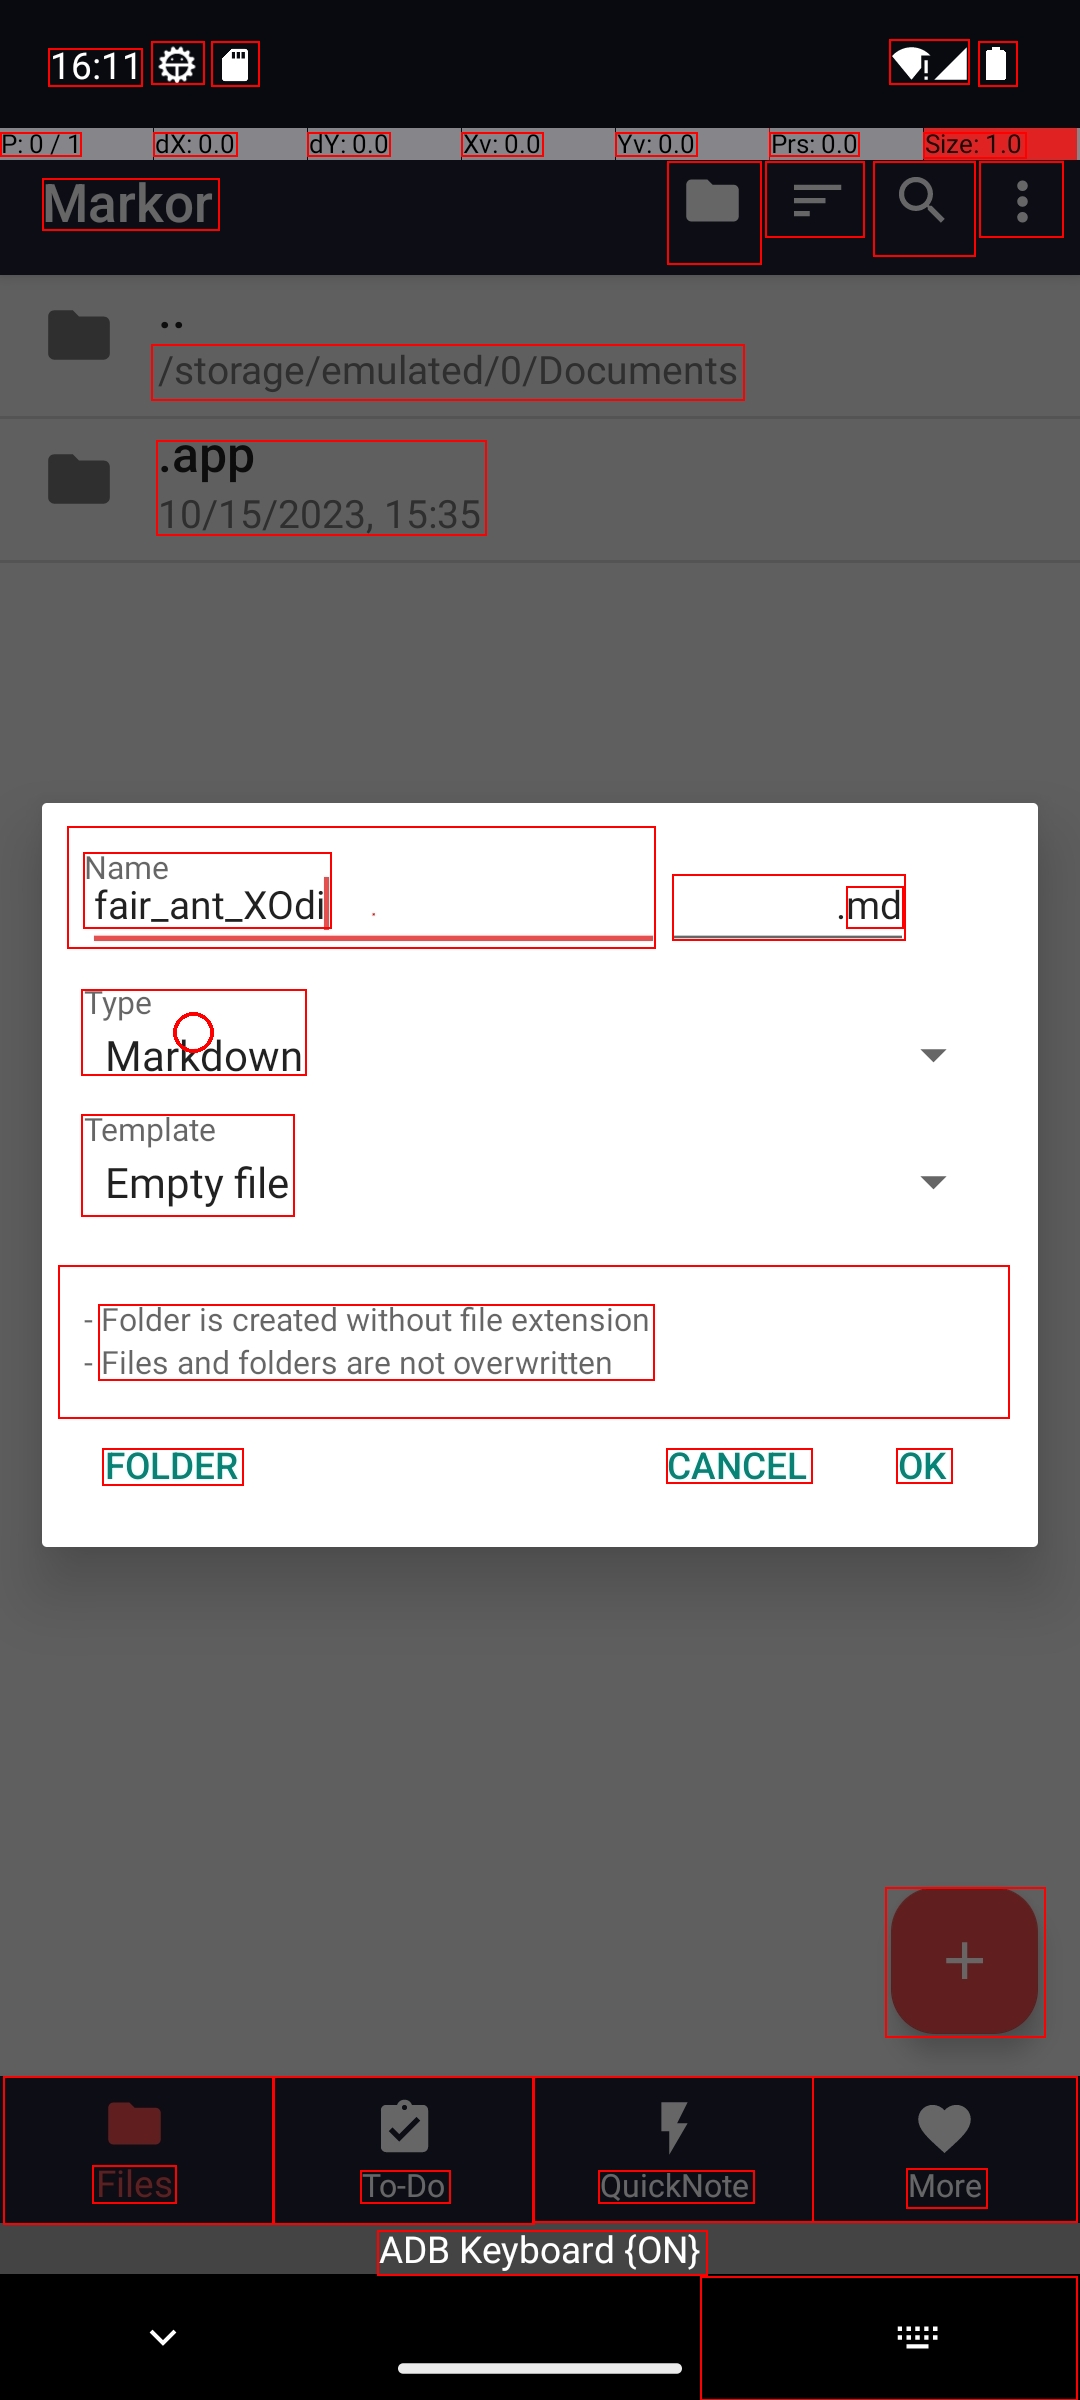 16:11
P: 0 / 1 dX: 0.0 dY: 0.0 Xv: 0.0 Yv: 0.0 Prs: 0.0 Size: 1.0
Markor
..
/storage/emulated/0/Documents
.app
10/15/2023, 15:35
Name
fair_ant_XOdi .md
Type
Markdown
Template
Empty file
- Folder is created without file extension
- Files and folders are not overwritten
FOLDER CANCEL OK
Files To-Do QuickNote More
ADB Keyboard {ON}